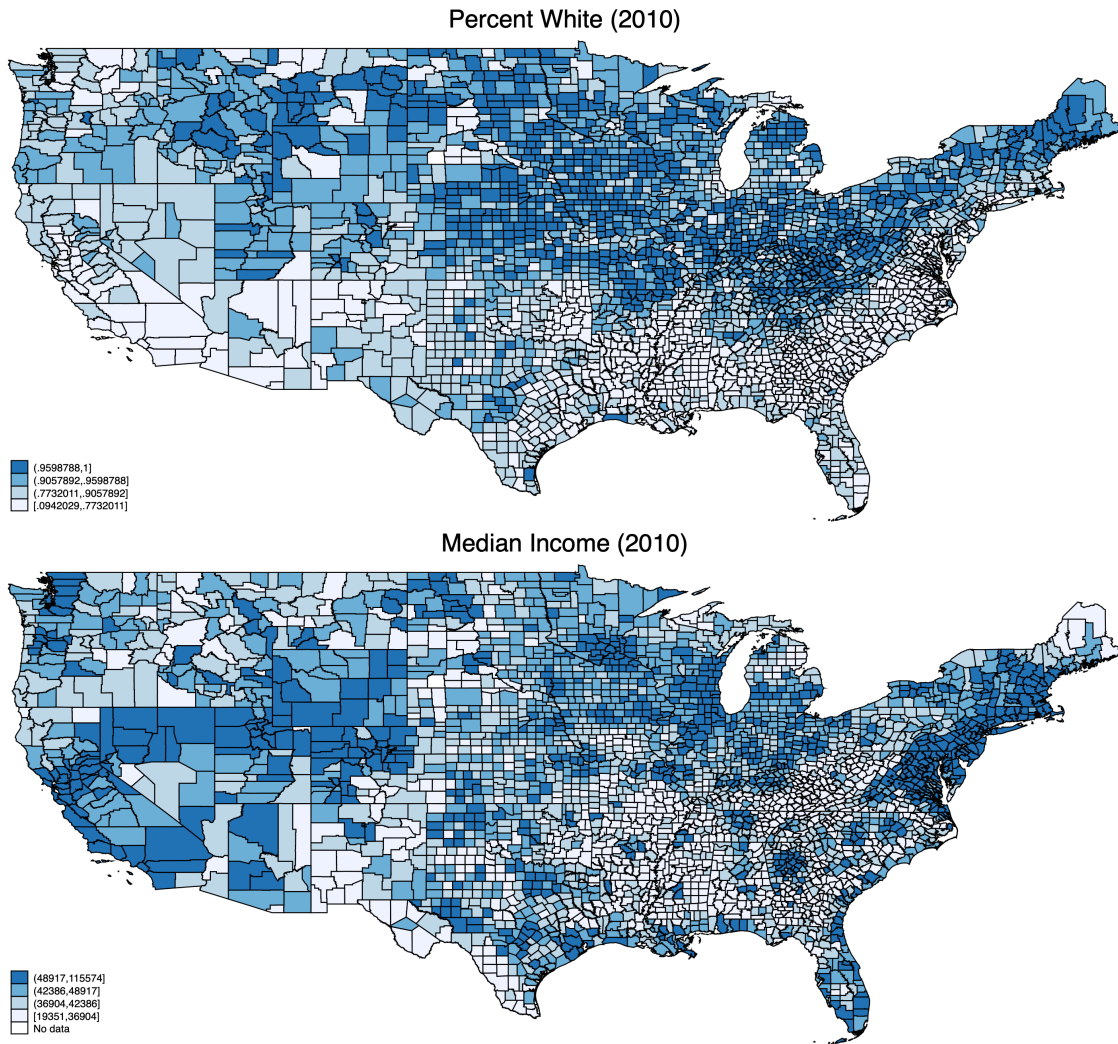 Percent White (2010)
(.9598788,1]
(.9057892,.9598788]
(.7732011,.9057892]
[.0942029,.7732011]
Median Income (2010)
(48917,115574]
(42386,48917]
(36904,42386]
[19351,36904]
No data